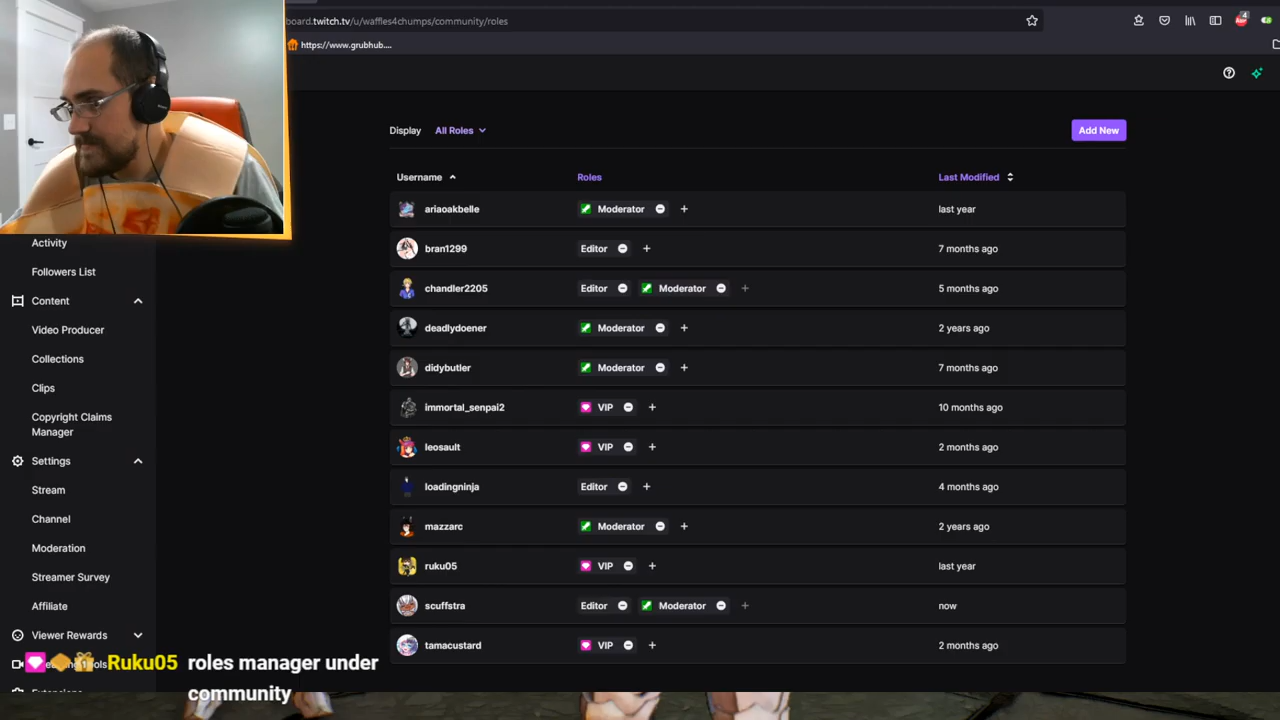 board.twitch.tv/u/waffles4chumps/community/roles
4
https://www.grubhub....
Display All Roles Add New
Username Roles Last Modified
ariaoakbelle Moderator last year
bran1299 Editor 7 months ago
chandler2205 Editor Moderator 5 months ago
deadlydoener Moderator 2 years ago
didybutler Moderator 7 months ago
immortal_senpai2 VIP 10 months ago
leosault VIP 2 months ago
loadingninja Editor 4 months ago
mazzarc Moderator 2 years ago
ruku05 VIP last year
scuffstra Editor Moderator now
tamacustard VIP 2 months ago
Activity
Followers List
Content
Video Producer
Collections
Clips
Copyright Claims
Manager
Settings
Stream
Channel
Moderation
Streamer Survey
Affiliate
Viewer Rewards
Ruku05 roles manager under
community